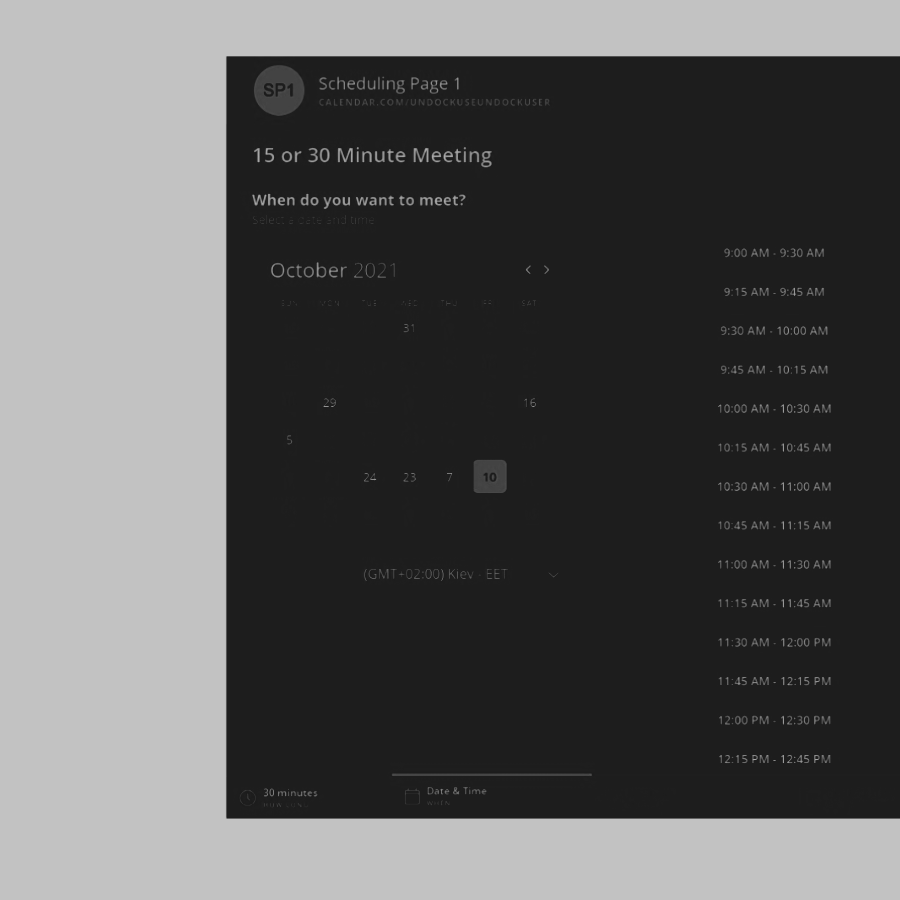 SP1
Scheduling Page 1
CALENDAR.COM/UNDOCKUSEUNDOCKUSER
15 or 30 Minute Meeting
When do you want to meet?
Select a date and time
October 2021
SUN MON TUE WED THU FRI SAT
31
29 16
5
24 23 7 10
(GMT+02:00) Kiev - EET
9:00 AM - 9:30 AM
9:15 AM - 9:45 AM
9:30 AM - 10:00 AM
9:45 AM - 10:15 AM
10:00 AM - 10:30 AM
10:15 AM - 10:45 AM
10:30 AM - 11:00 AM
10:45 AM - 11:15 AM
11:00 AM - 11:30 AM
11:15 AM - 11:45 AM
11:30 AM - 12:00 PM
11:45 AM - 12:15 PM
12:00 PM - 12:30 PM
12:15 PM - 12:45 PM
30 minutes
HOW LONG
Date & Time
WHEN